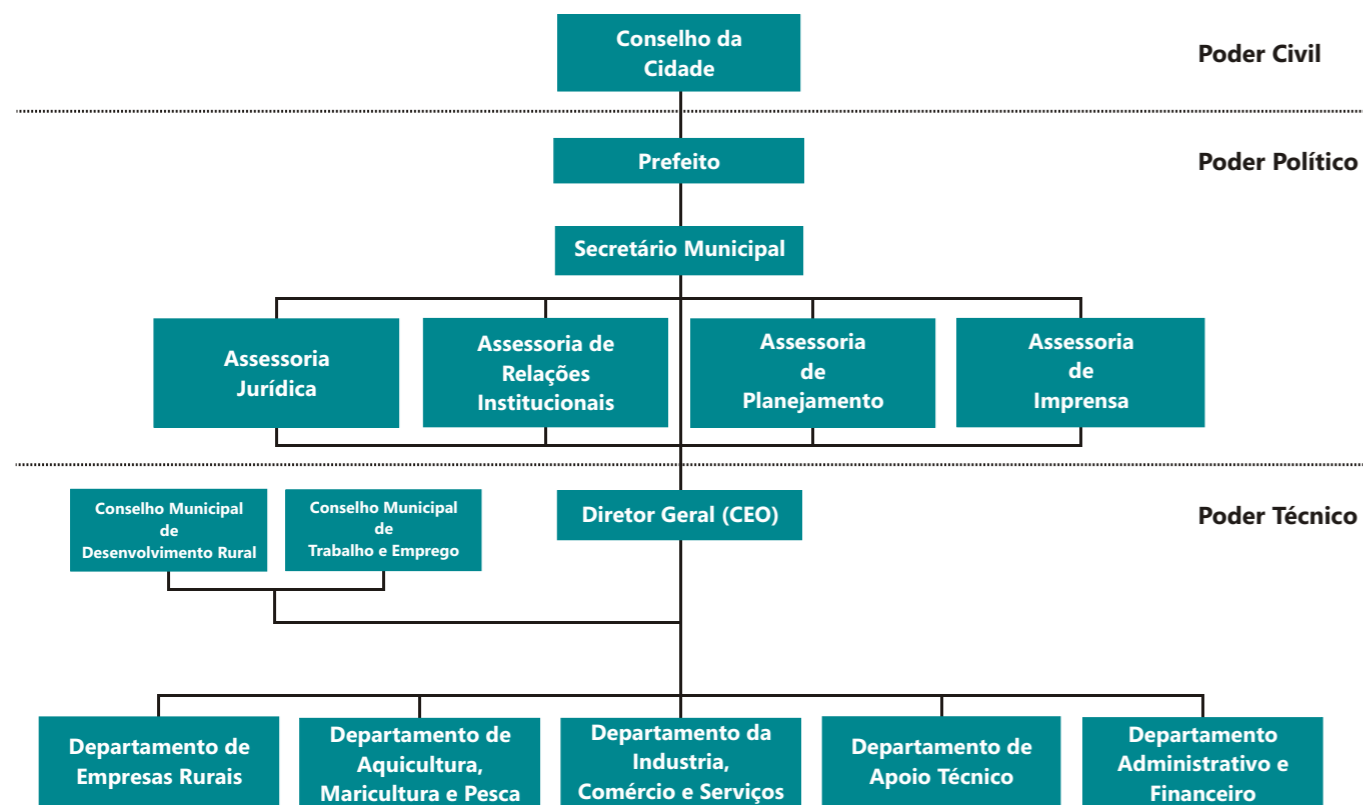 Conselho da
Cidade
Poder Civil
Prefeito
Poder Político
Secretário Municipal
Assessoria
Jurídica
Assessoria de
Relações
Institucionais
Assessoria
de
Planejamento
Assessoria
de
Imprensa
Conselho Municipal
de
Desenvolvimento Rural
Conselho Municipal
de
Trabalho e Emprego
Diretor Geral (CEO)
Poder Técnico
Departamento de
Empresas Rurais
Departamento de
Aquicultura,
Maricultura e Pesca
Departamento da
Industria,
Comércio e Serviços
Departamento de
Apoio Técnico
Departamento
Administrativo e
Financeiro